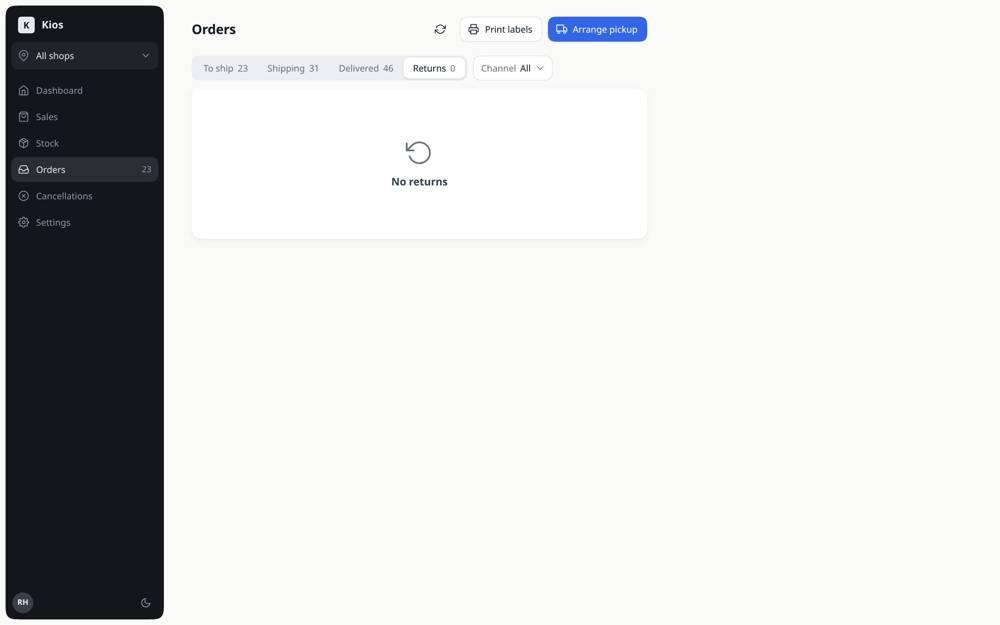 K Kios
All shops
Dashboard
Sales
Stock
Orders 23
Cancellations
Settings
RH
Orders
Print labels
Arrange pickup
To ship 23 Shipping 31 Delivered 46 Returns 0 Channel All
No returns